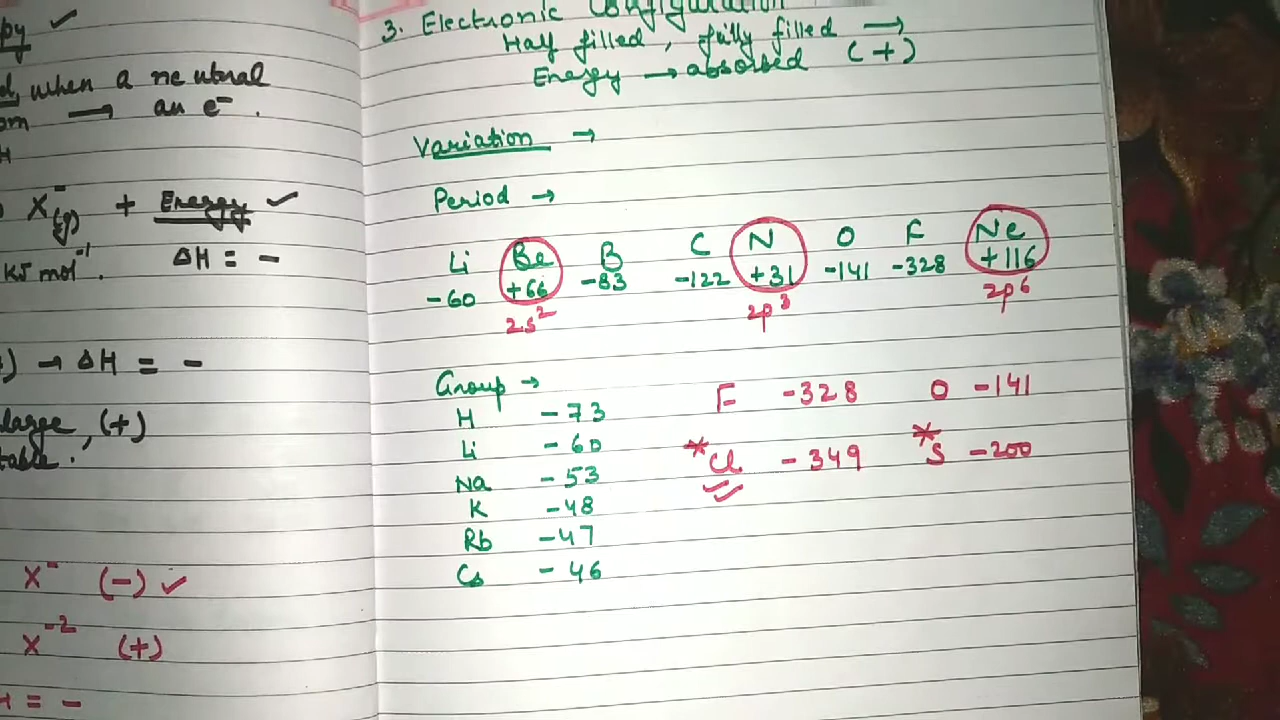 py ✓
d, when a neutral
om → an e⁻.
H
X⁻(g) + Energy ✓
KJ mol⁻¹. ΔH = -
) → ΔH = -
large, (+)
table.
X⁻ (-) ✓
X⁻² (+)
H = -
3. Electronic Configuration
Half filled, fully filled →
Energy → absorbed (+)
Variation →
Period →
Li Be B C N O F Ne
-60 +66 -83 -122 +31 -141 -328 +116
2s² 2p³ 2p⁶
Group →
H -73
Li -60
Na -53
K -48
Rb -47
Cs -46
F -328 O -141
*Cl -349 *S -200